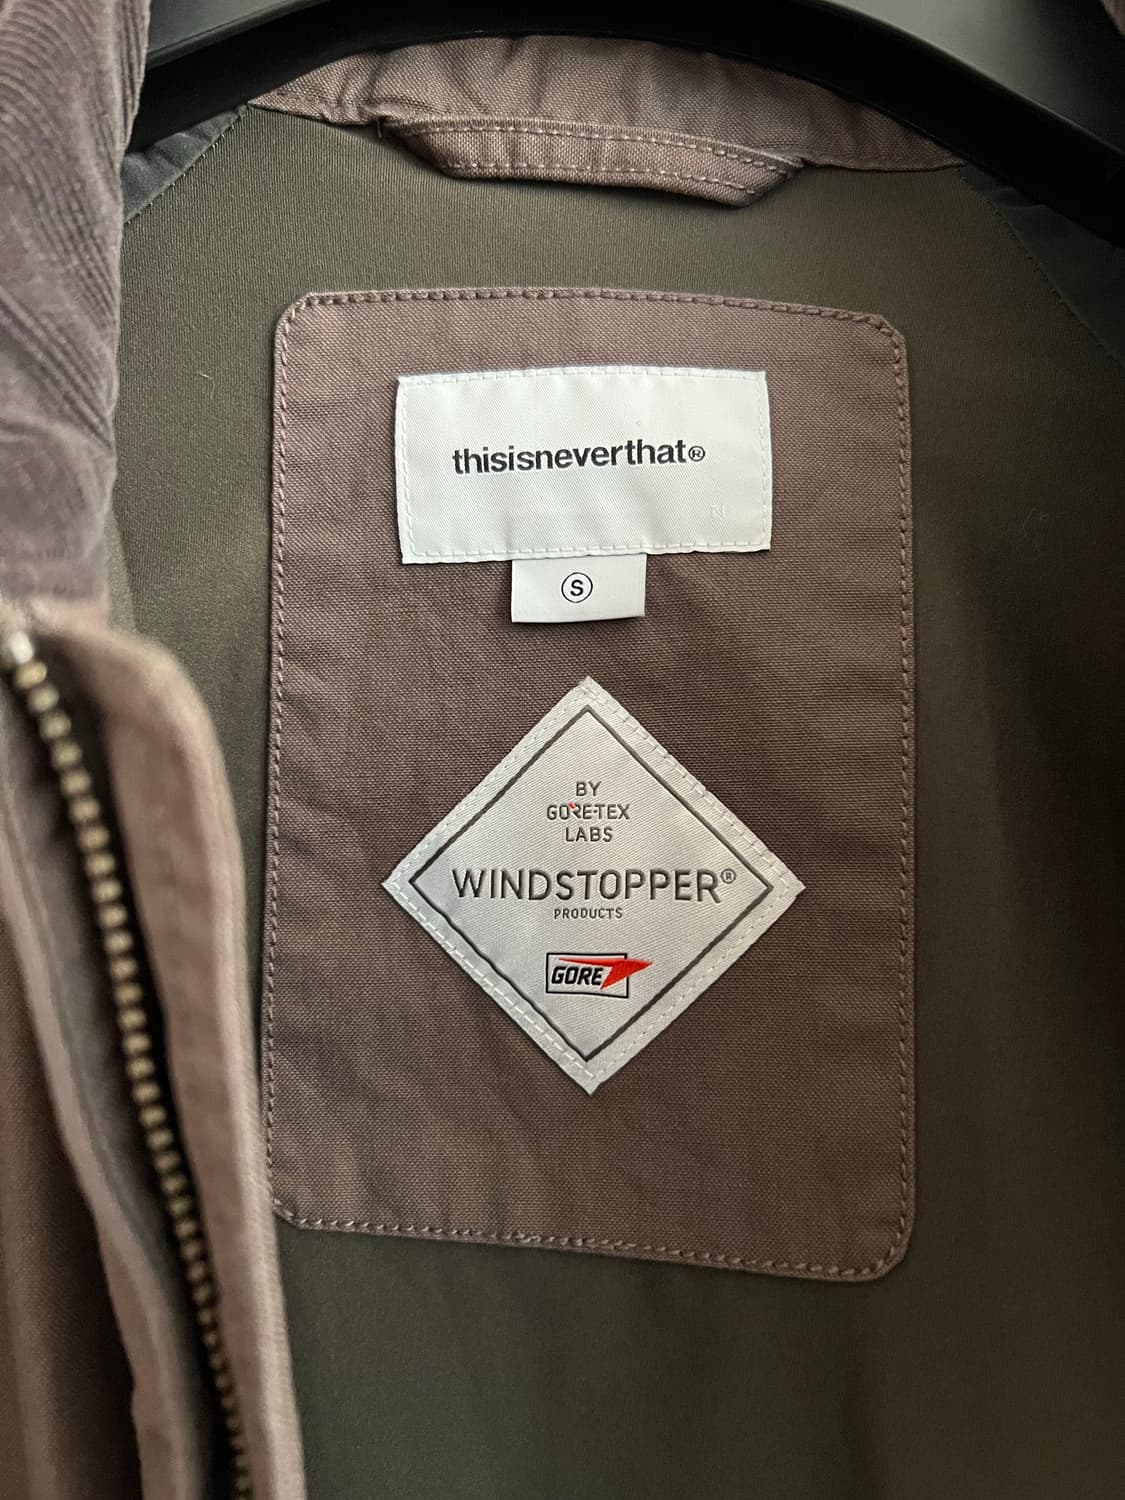 thisisneverthat®
N
S
BY
GORE-TEX
LABS
WINDSTOPPER®
PRODUCTS
GORE